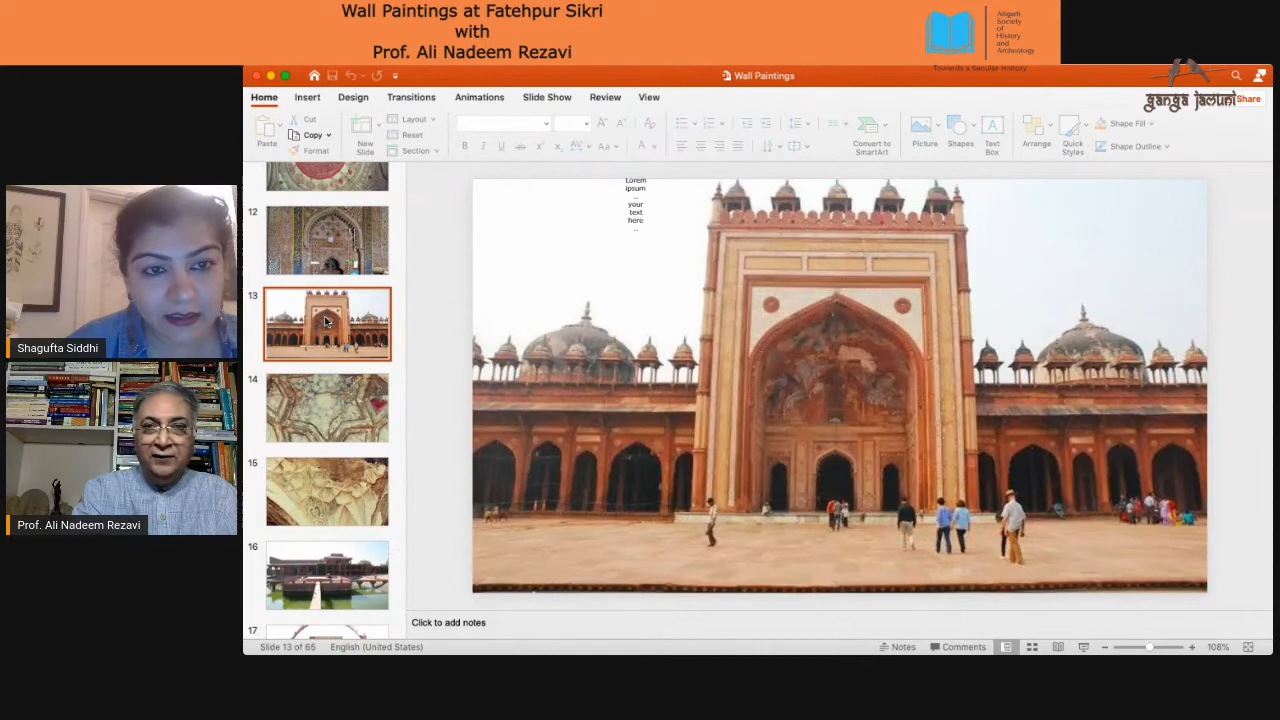 Wall Paintings at Fatehpur Sikri
with
Prof. Ali Nadeem Rezavi
Aligarh
Society
of
History
and
Archeology
Towards a Secular History
Wall Paintings
ganga jamuni
Share
Home Insert Design Transitions Animations Slide Show Review View
Paste
Cut
Copy
Format
New
Slide
Layout
Reset
Section
B I U
Aa
Convert to
SmartArt
Picture
Shapes
Text
Box
Arrange
Quick
Styles
Shape Fill
Shape Outline
Lorem
ipsum
..
your
text
here
..
12
13
14
15
16
17
Shagufta Siddhi
Prof. Ali Nadeem Rezavi
Click to add notes
Slide 13 of 65 English (United States)
Notes Comments 108%